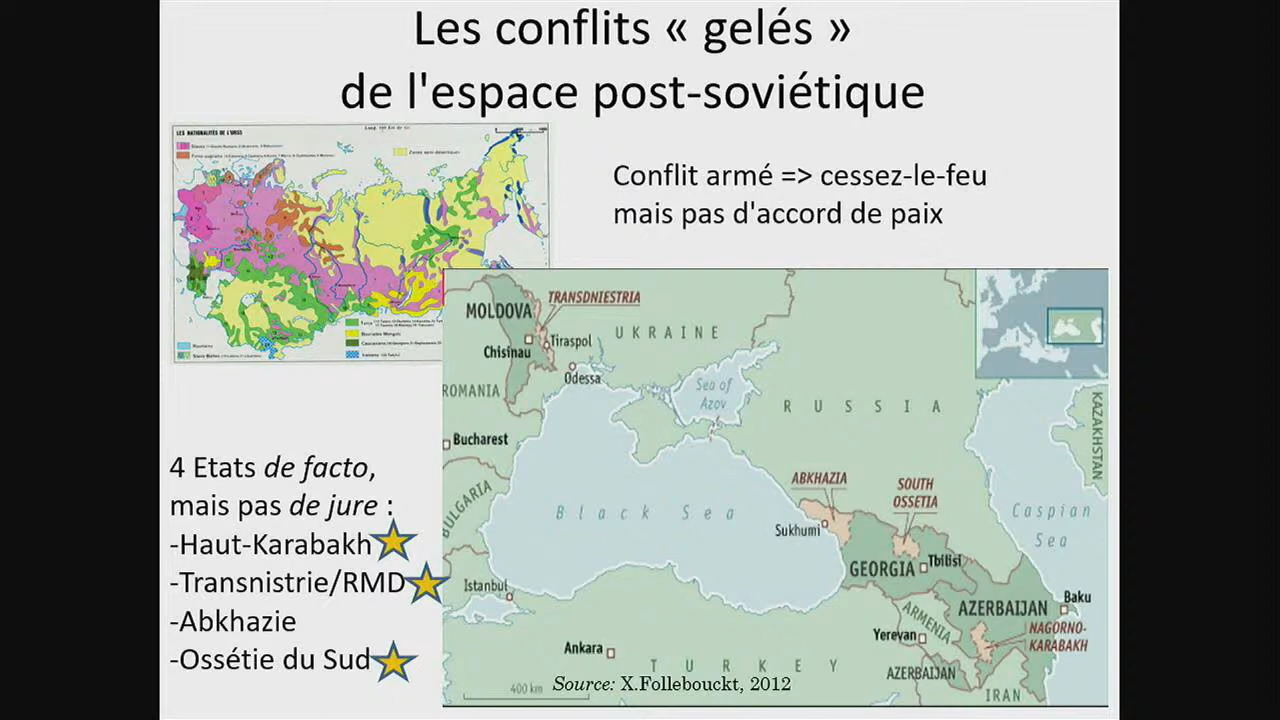 Les conflits « gelés »
de l'espace post-soviétique
LES NATIONALITÉS DE L'URSS
Conflit armé => cessez-le-feu
mais pas d'accord de paix
4 Etats de facto,
mais pas de jure :
-Haut-Karabakh
-Transnistrie/RMD
-Abkhazie
-Ossétie du Sud
MOLDOVA
TRANSDNIESTRIA
UKRAINE
Tiraspol
Chisinau
Odessa
ROMANIA
Sea of
Azov
RUSSIA
KAZAKHSTAN
Bucharest
BULGARIA
Black Sea
ABKHAZIA
SOUTH
OSSETIA
Sukhumi
Caspian
Sea
GEORGIA
Tbilisi
Istanbul
AZERBAIJAN
Baku
ARMENIA
Yerevan
NAGORNO-
KARABAKH
Ankara
TURKEY
AZERBAIJAN
IRAN
400 km
Source: X.Follebouckt, 2012